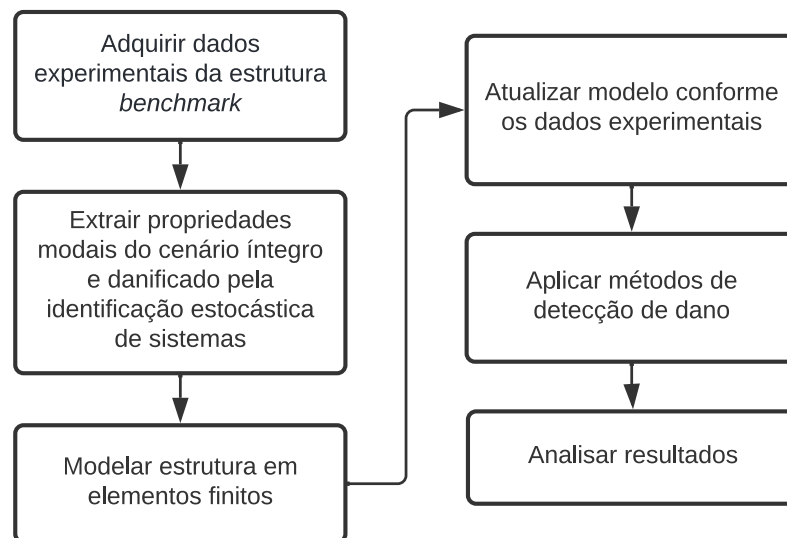 Adquirir dados
experimentais da estrutura
benchmark
Extrair propriedades
modais do cenário íntegro
e danificado pela
identificação estocástica
de sistemas
Modelar estrutura em
elementos finitos
Atualizar modelo conforme
os dados experimentais
Aplicar métodos de
detecção de dano
Analisar resultados